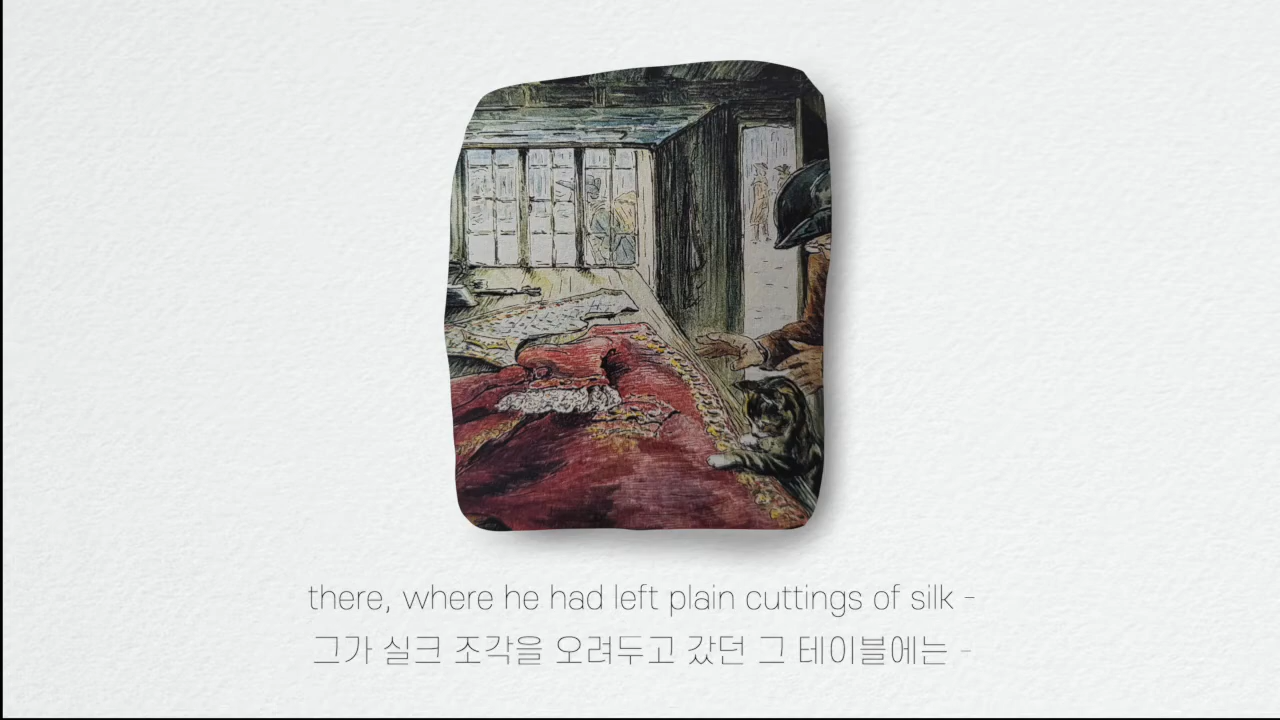 there, where he had left plain cuttings of silk -
그가 실크 조각을 오려두고 갔던 그 테이블에는 -